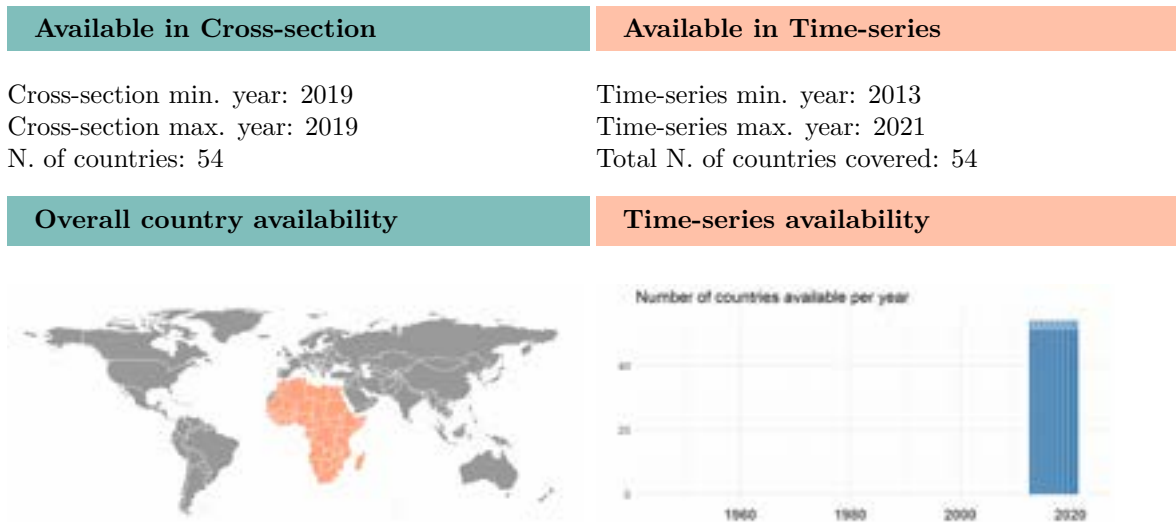 Available in Cross-section
Available in Time-series
Cross-section min. year: 2019
Cross-section max. year: 2019
N. of countries: 54
Time-series min. year: 2013
Time-series max. year: 2021
Total N. of countries covered: 54
Overall country availability
Time-series availability
Number of countries available per year
40
20
0
1960
1980
2000
2020